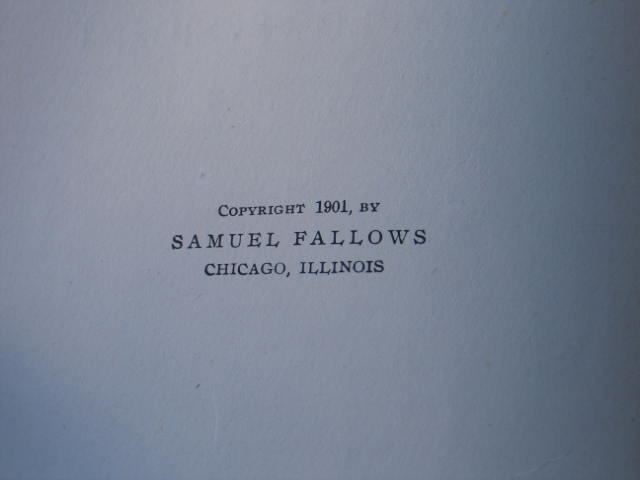 Copyright 1901, by
SAMUEL FALLOWS
CHICAGO, ILLINOIS